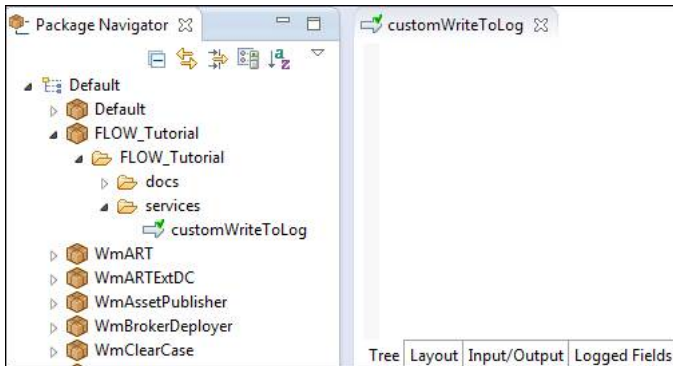 Package Navigator
customWriteToLog
Default
Default
FLOW_Tutorial
FLOW_Tutorial
docs
services
customWriteToLog
WmART
WmARTExtDC
WmAssetPublisher
WmBrokerDeployer
WmClearCase
Tree Layout Input/Output Logged Fields